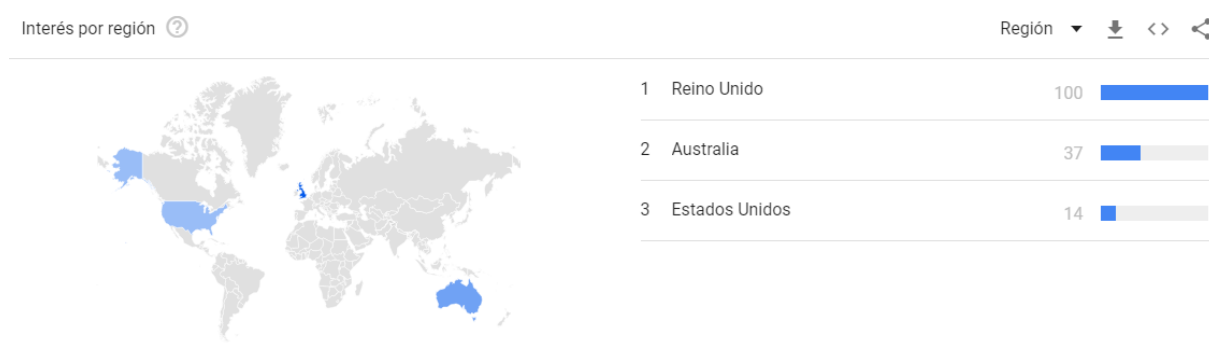 Interés por región ?
Región
1 Reino Unido 100
2 Australia 37
3 Estados Unidos 14